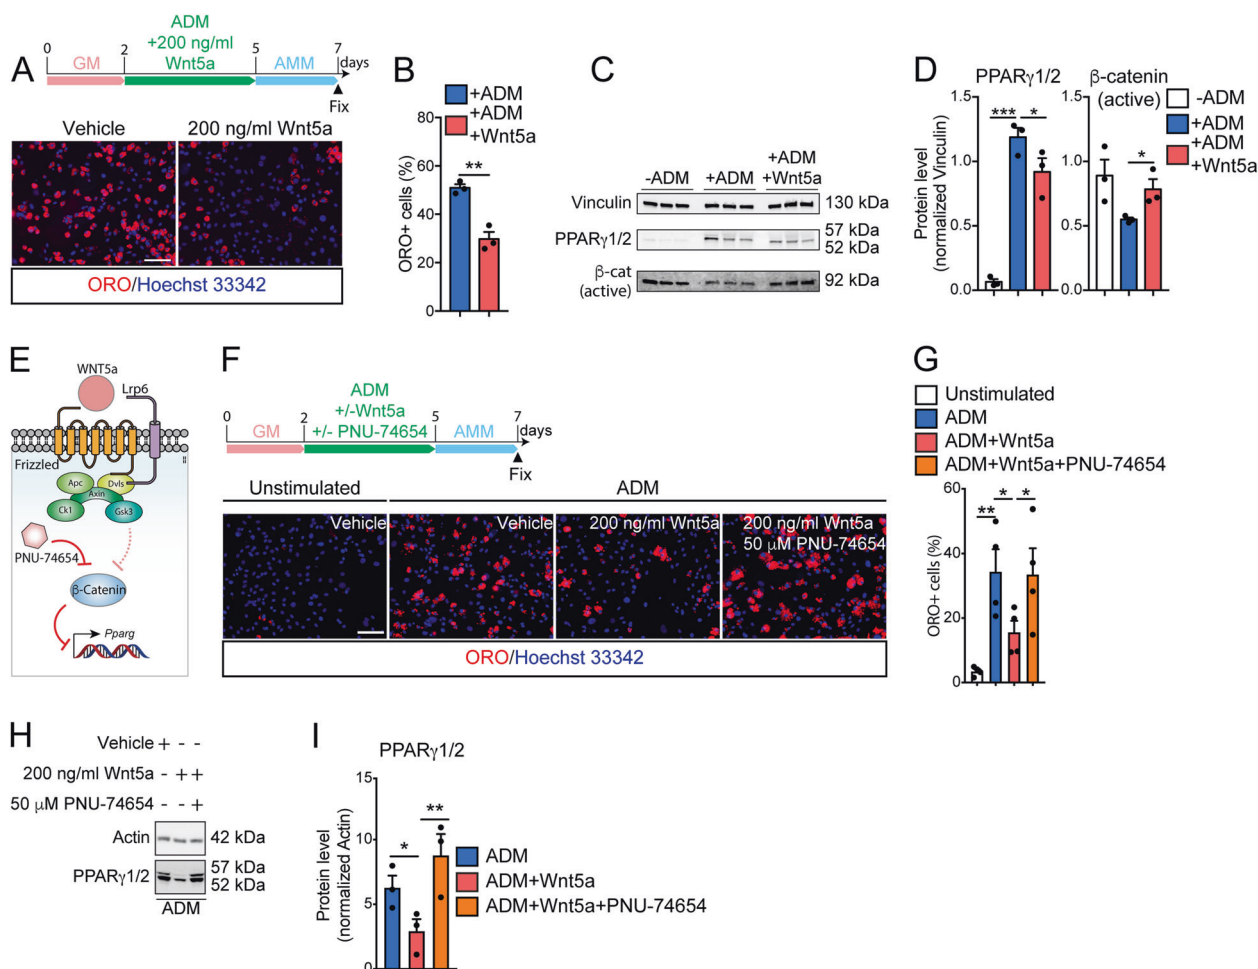 A
0 2 5 7 days
GM
ADM
+200 ng/ml
Wnt5a
AMM
Fix
Vehicle
200 ng/ml Wnt5a
ORO/Hoechst 33342
B
+ADM
+ADM
+Wnt5a
ORO+ cells (%)
80
60
40
20
0
**
C
-ADM
+ADM
+ADM
+Wnt5a
Vinculin
130 kDa
PPARγ1/2
57 kDa
52 kDa
β-cat
(active)
92 kDa
D
PPARγ1/2
Protein level
(normalized Vinculin)
1.5
1.0
0.5
0.0
***
*
β-catenin
(active)
1.5
1.0
0.5
0.0
*
-ADM
+ADM
+ADM
+Wnt5a
E
WNT5a
Lrp6
Frizzled
Apc
Axin
Dvls
Ck1
Gsk3
PNU-74654
β-Catenin
Pparg
F
0 2 5 7 days
GM
ADM
+/-Wnt5a
+/- PNU-74654
AMM
Fix
Unstimulated
ADM
Vehicle
Vehicle
200 ng/ml Wnt5a
200 ng/ml Wnt5a
50 μM PNU-74654
ORO/Hoechst 33342
G
Unstimulated
ADM
ADM+Wnt5a
ADM+Wnt5a+PNU-74654
ORO+ cells (%)
60
40
20
0
**
*
*
H
Vehicle + - -
200 ng/ml Wnt5a - + +
50 μM PNU-74654 - - +
Actin
42 kDa
PPARγ1/2
57 kDa
52 kDa
ADM
I
PPARγ1/2
Protein level
(normalized Actin)
15
10
5
0
*
**
ADM
ADM+Wnt5a
ADM+Wnt5a+PNU-74654